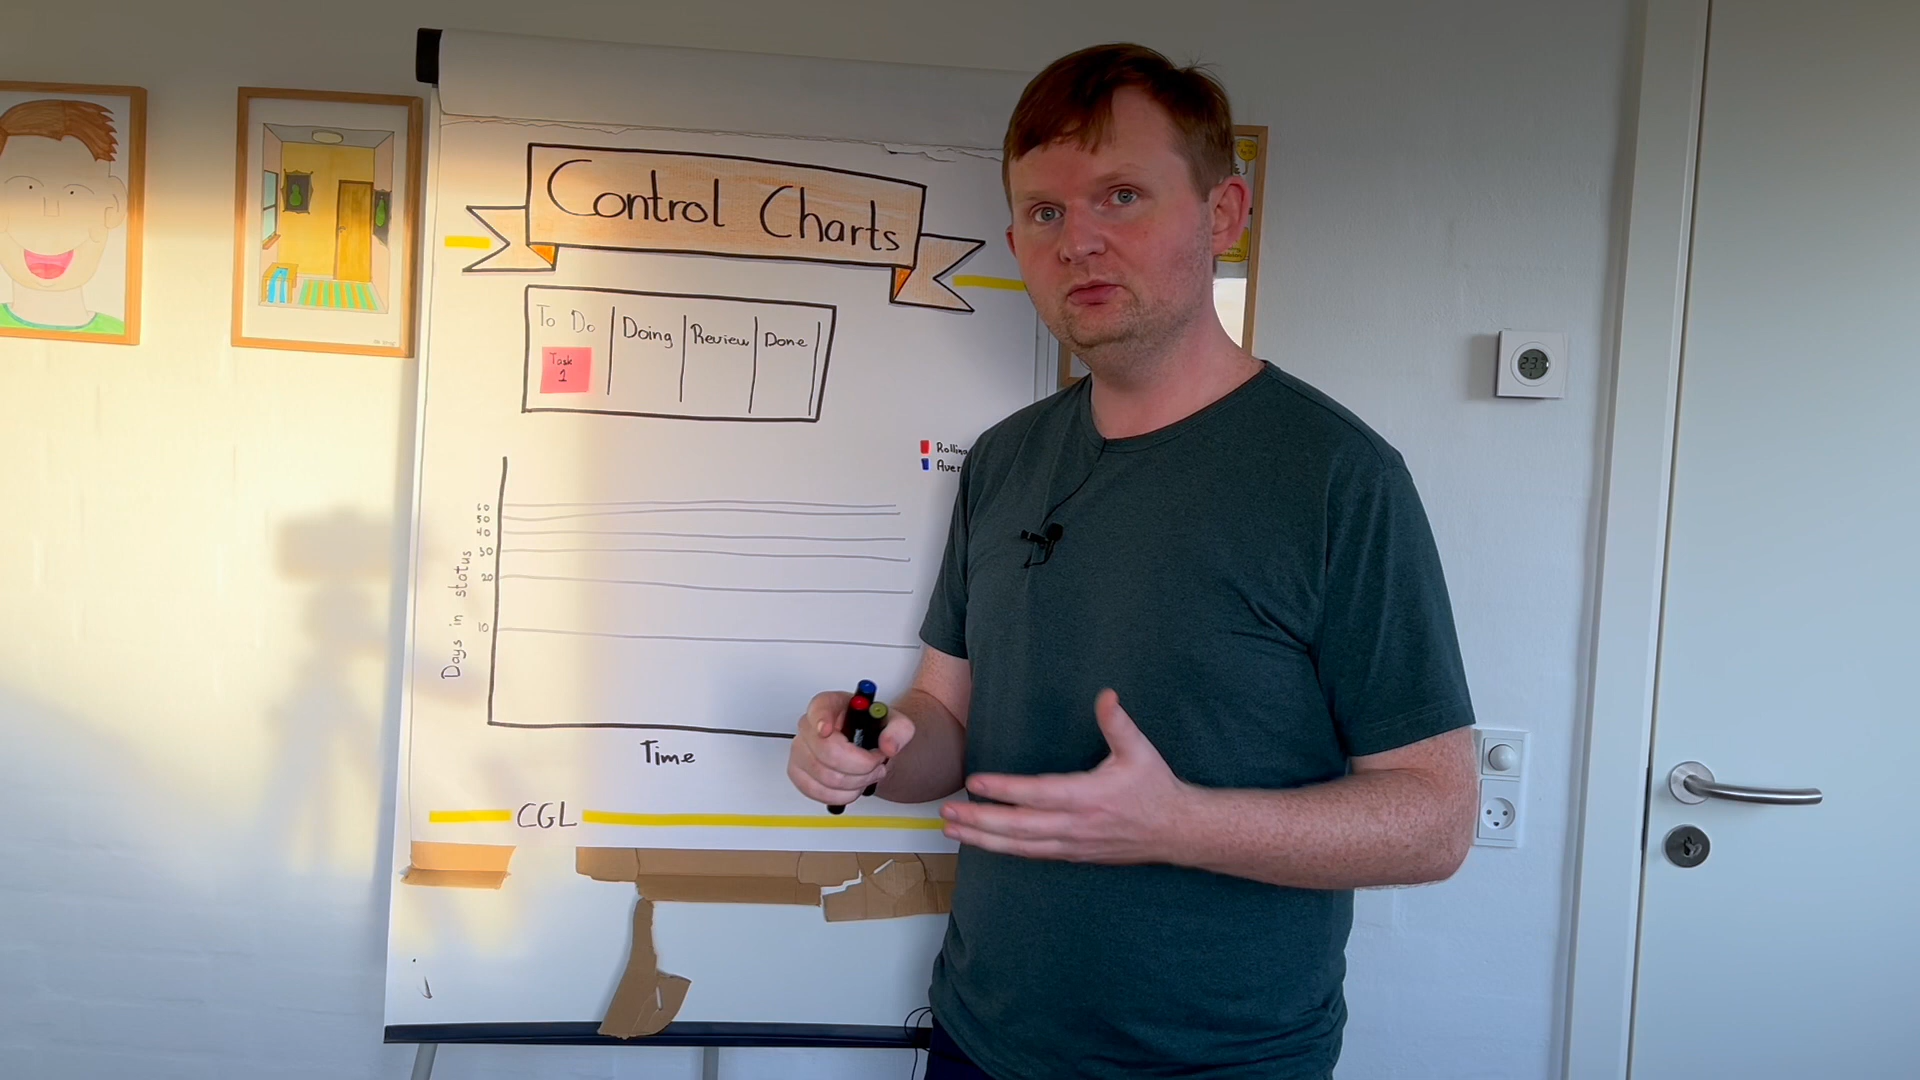 Control Charts
To Do
Doing
Review
Done
Task
1
60
50
40
30
20
10
Days in status
Time
CGL